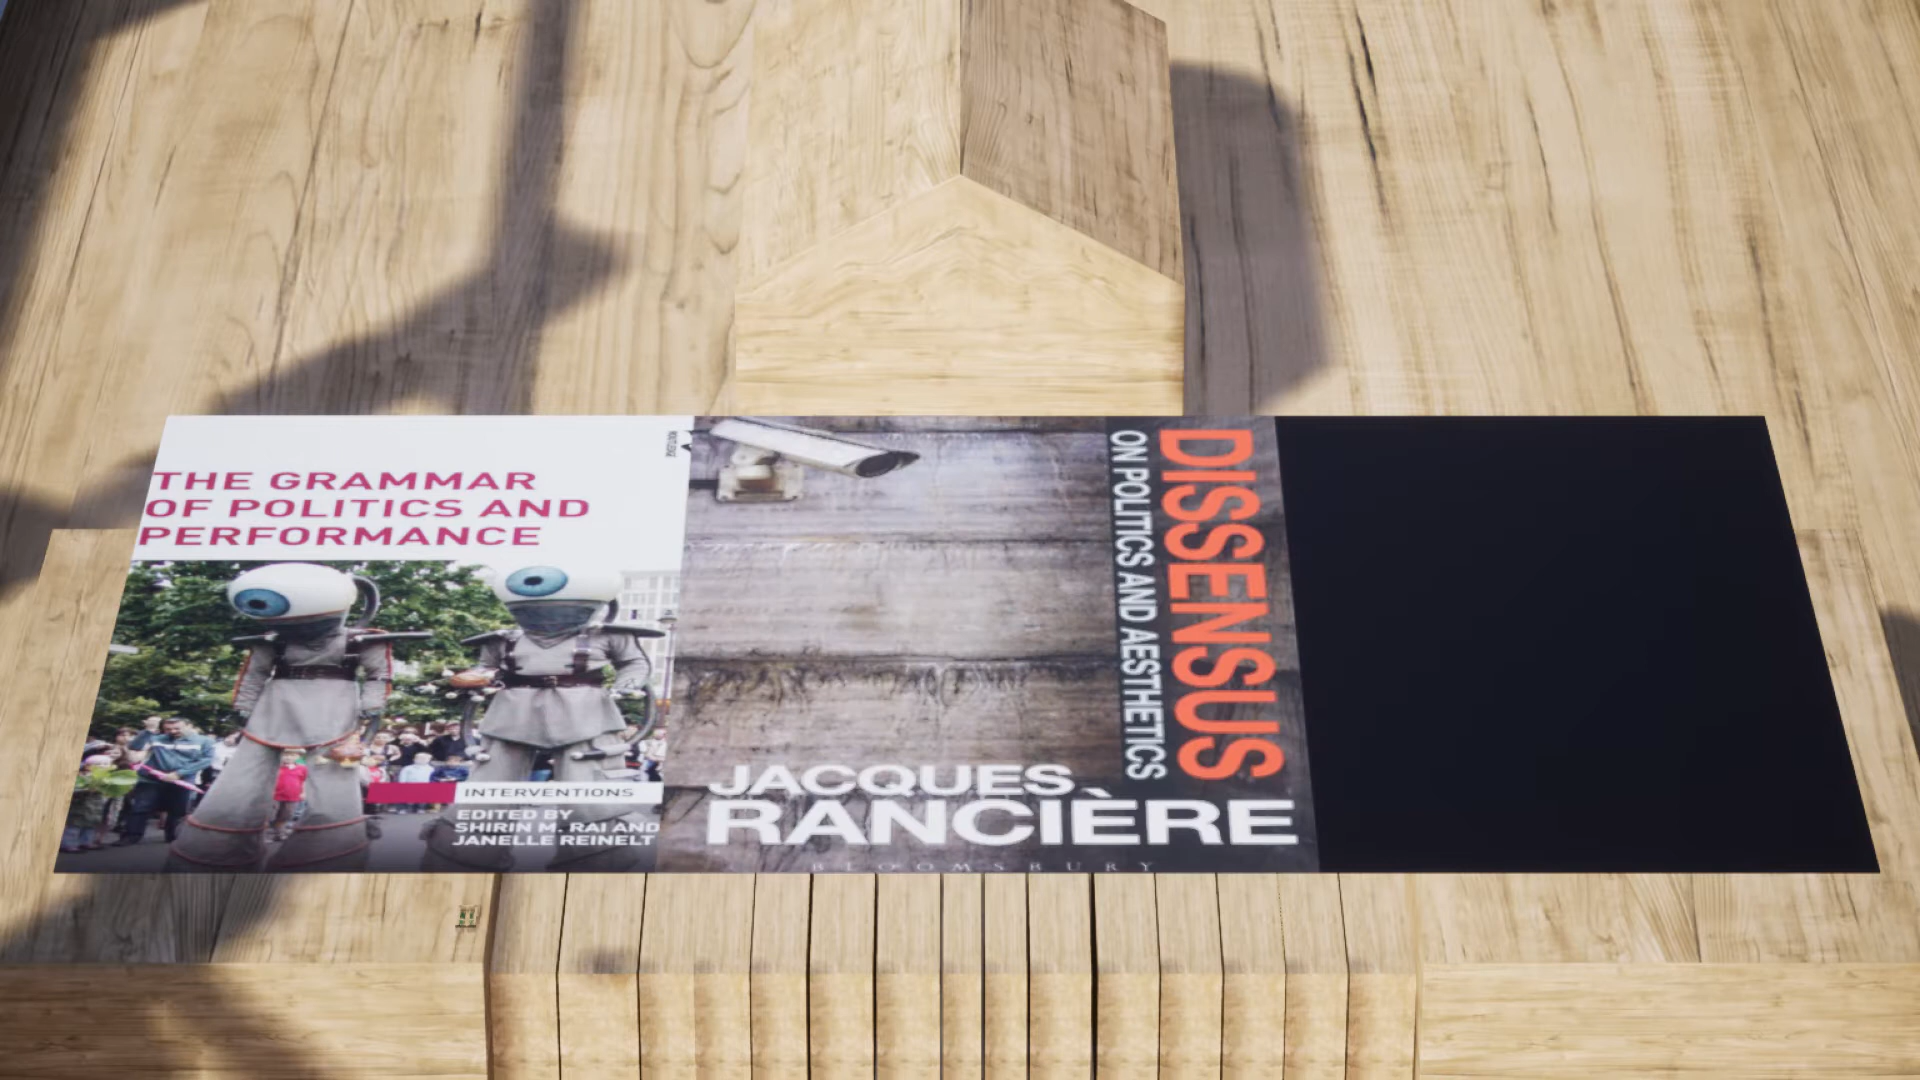 THE GRAMMAR
OF POLITICS AND
PERFORMANCE
INTERVENTIONS
EDITED BY
SHIRIN M. RAI AND
JANELLE REINELT
DISSENSUS
ON POLITICS AND AESTHETICS
JACQUES
RANCIÈRE
BLOOMSBURY